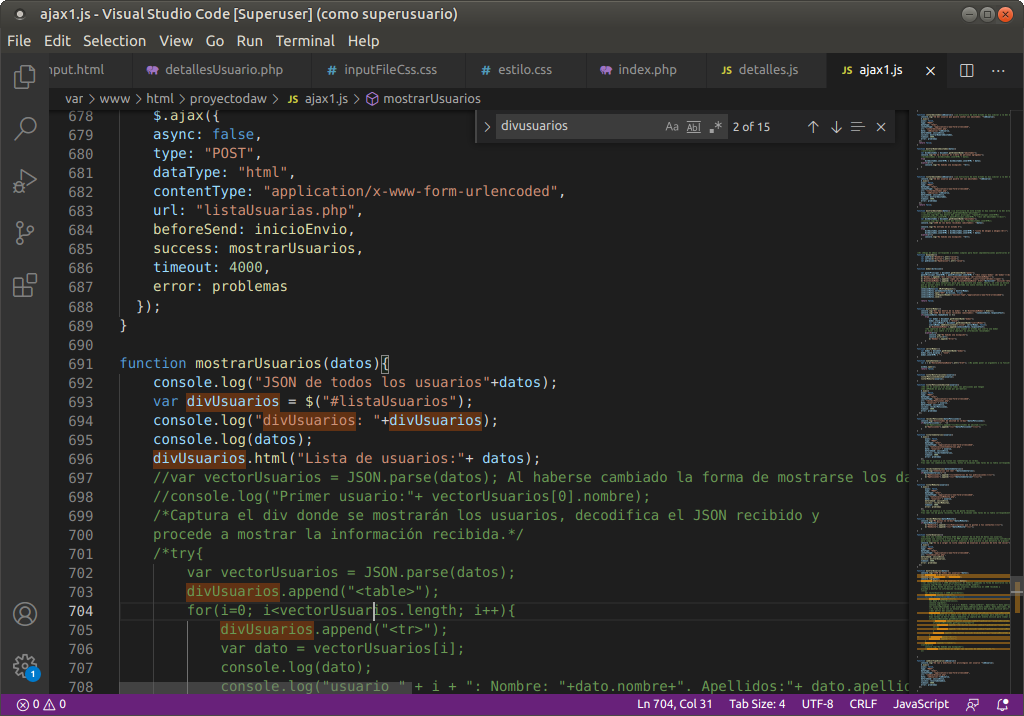 ajax1.js - Visual Studio Code [Superuser] (como superusuario)
File Edit Selection View Go Run Terminal Help
nput.html detallesUsuario.php # inputFileCss.css # estilo.css index.php JS detalles.js JS ajax1.js
var > www > html > proyectodaw > JS ajax1.js > mostrarUsuarios
divusuarios Aa Abl .* 2 of 15
678 $.ajax({
679 async: false,
680 type: "POST",
681 dataType: "html",
682 contentType: "application/x-www-form-urlencoded",
683 url: "listaUsuarias.php",
684 beforeSend: inicioEnvio,
685 success: mostrarUsuarios,
686 timeout: 4000,
687 error: problemas
688 });
689 }
690
691 function mostrarUsuarios(datos){
692 console.log("JSON de todos los usuarios"+datos);
693 var divUsuarios = $("#listaUsuarios");
694 console.log("divUsuarios: "+divUsuarios);
695 console.log(datos);
696 divUsuarios.html("Lista de usuarios:"+ datos);
697 //var vectorUsuarios = JSON.parse(datos); Al haberse cambiado la forma de mostrarse los da
698 //console.log("Primer usuario:"+ vectorUsuarios[0].nombre);
699 /*Captura el div donde se mostrarán los usuarios, decodifica el JSON recibido y
700 procede a mostrar la información recibida.*/
701 /*try{
702 var vectorUsuarios = JSON.parse(datos);
703 divUsuarios.append("<table>");
704 for(i=0; i<vectorUsuarios.length; i++){
705 divUsuarios.append("<tr>");
706 var dato = vectorUsuarios[i];
707 console.log(dato);
708 console.log("usuario " + i + ": Nombre: "+dato.nombre+". Apellidos:"+ dato.apellid
1
0 0 Ln 704, Col 31 Tab Size: 4 UTF-8 CRLF JavaScript